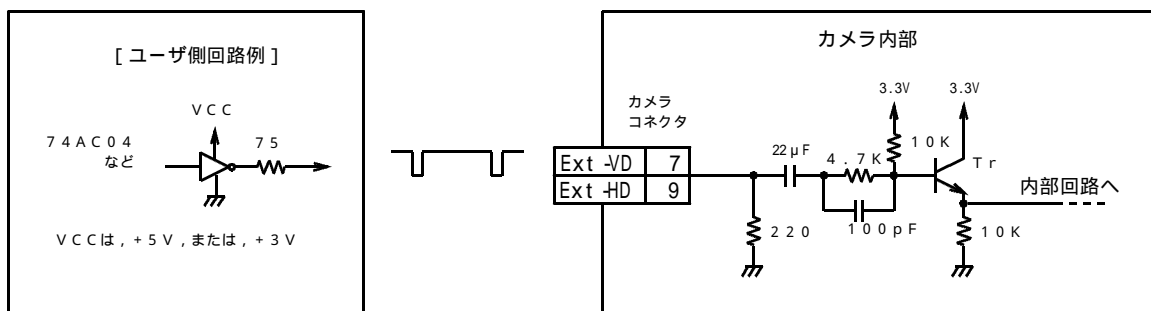 [ ユーザ側回路例 ]
VCC
74AC04
など
75
VCCは, +5V, または, +3V
カメラ内部
カメラ
コネクタ
Ext -VD 7
Ext -HD 9
3.3V
3.3V
22μF
4.7K
10K
Tr
100pF
220
10K
内部回路へ